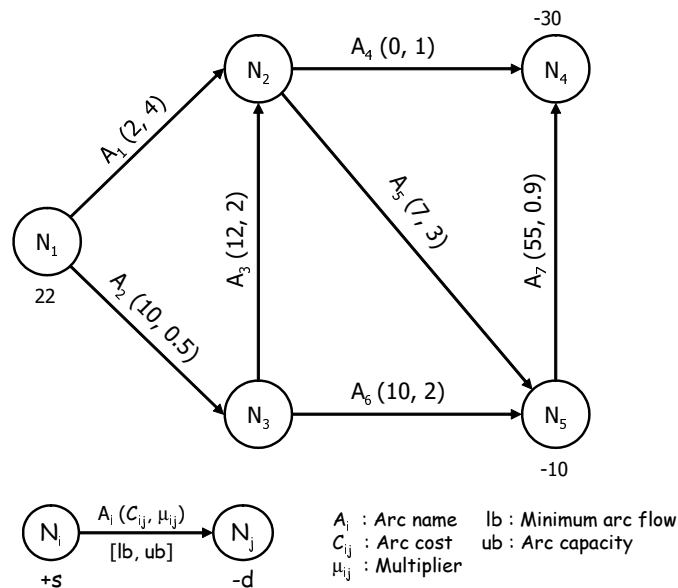 -30
A₄ (0, 1)
N₂
N₄
A₁ (2, 4)
A₅ (7, 3)
A₃ (12, 2)
A₇ (55, 0.9)
N₁
22
A₂ (10, 0.5)
A₆ (10, 2)
N₃
N₅
-10
Aᵢ (Cᵢⱼ, μᵢⱼ)
Nᵢ
Nⱼ
[lb, ub]
+s
-d
Aᵢ : Arc name lb : Minimum arc flow
Cᵢⱼ : Arc cost ub : Arc capacity
μᵢⱼ : Multiplier